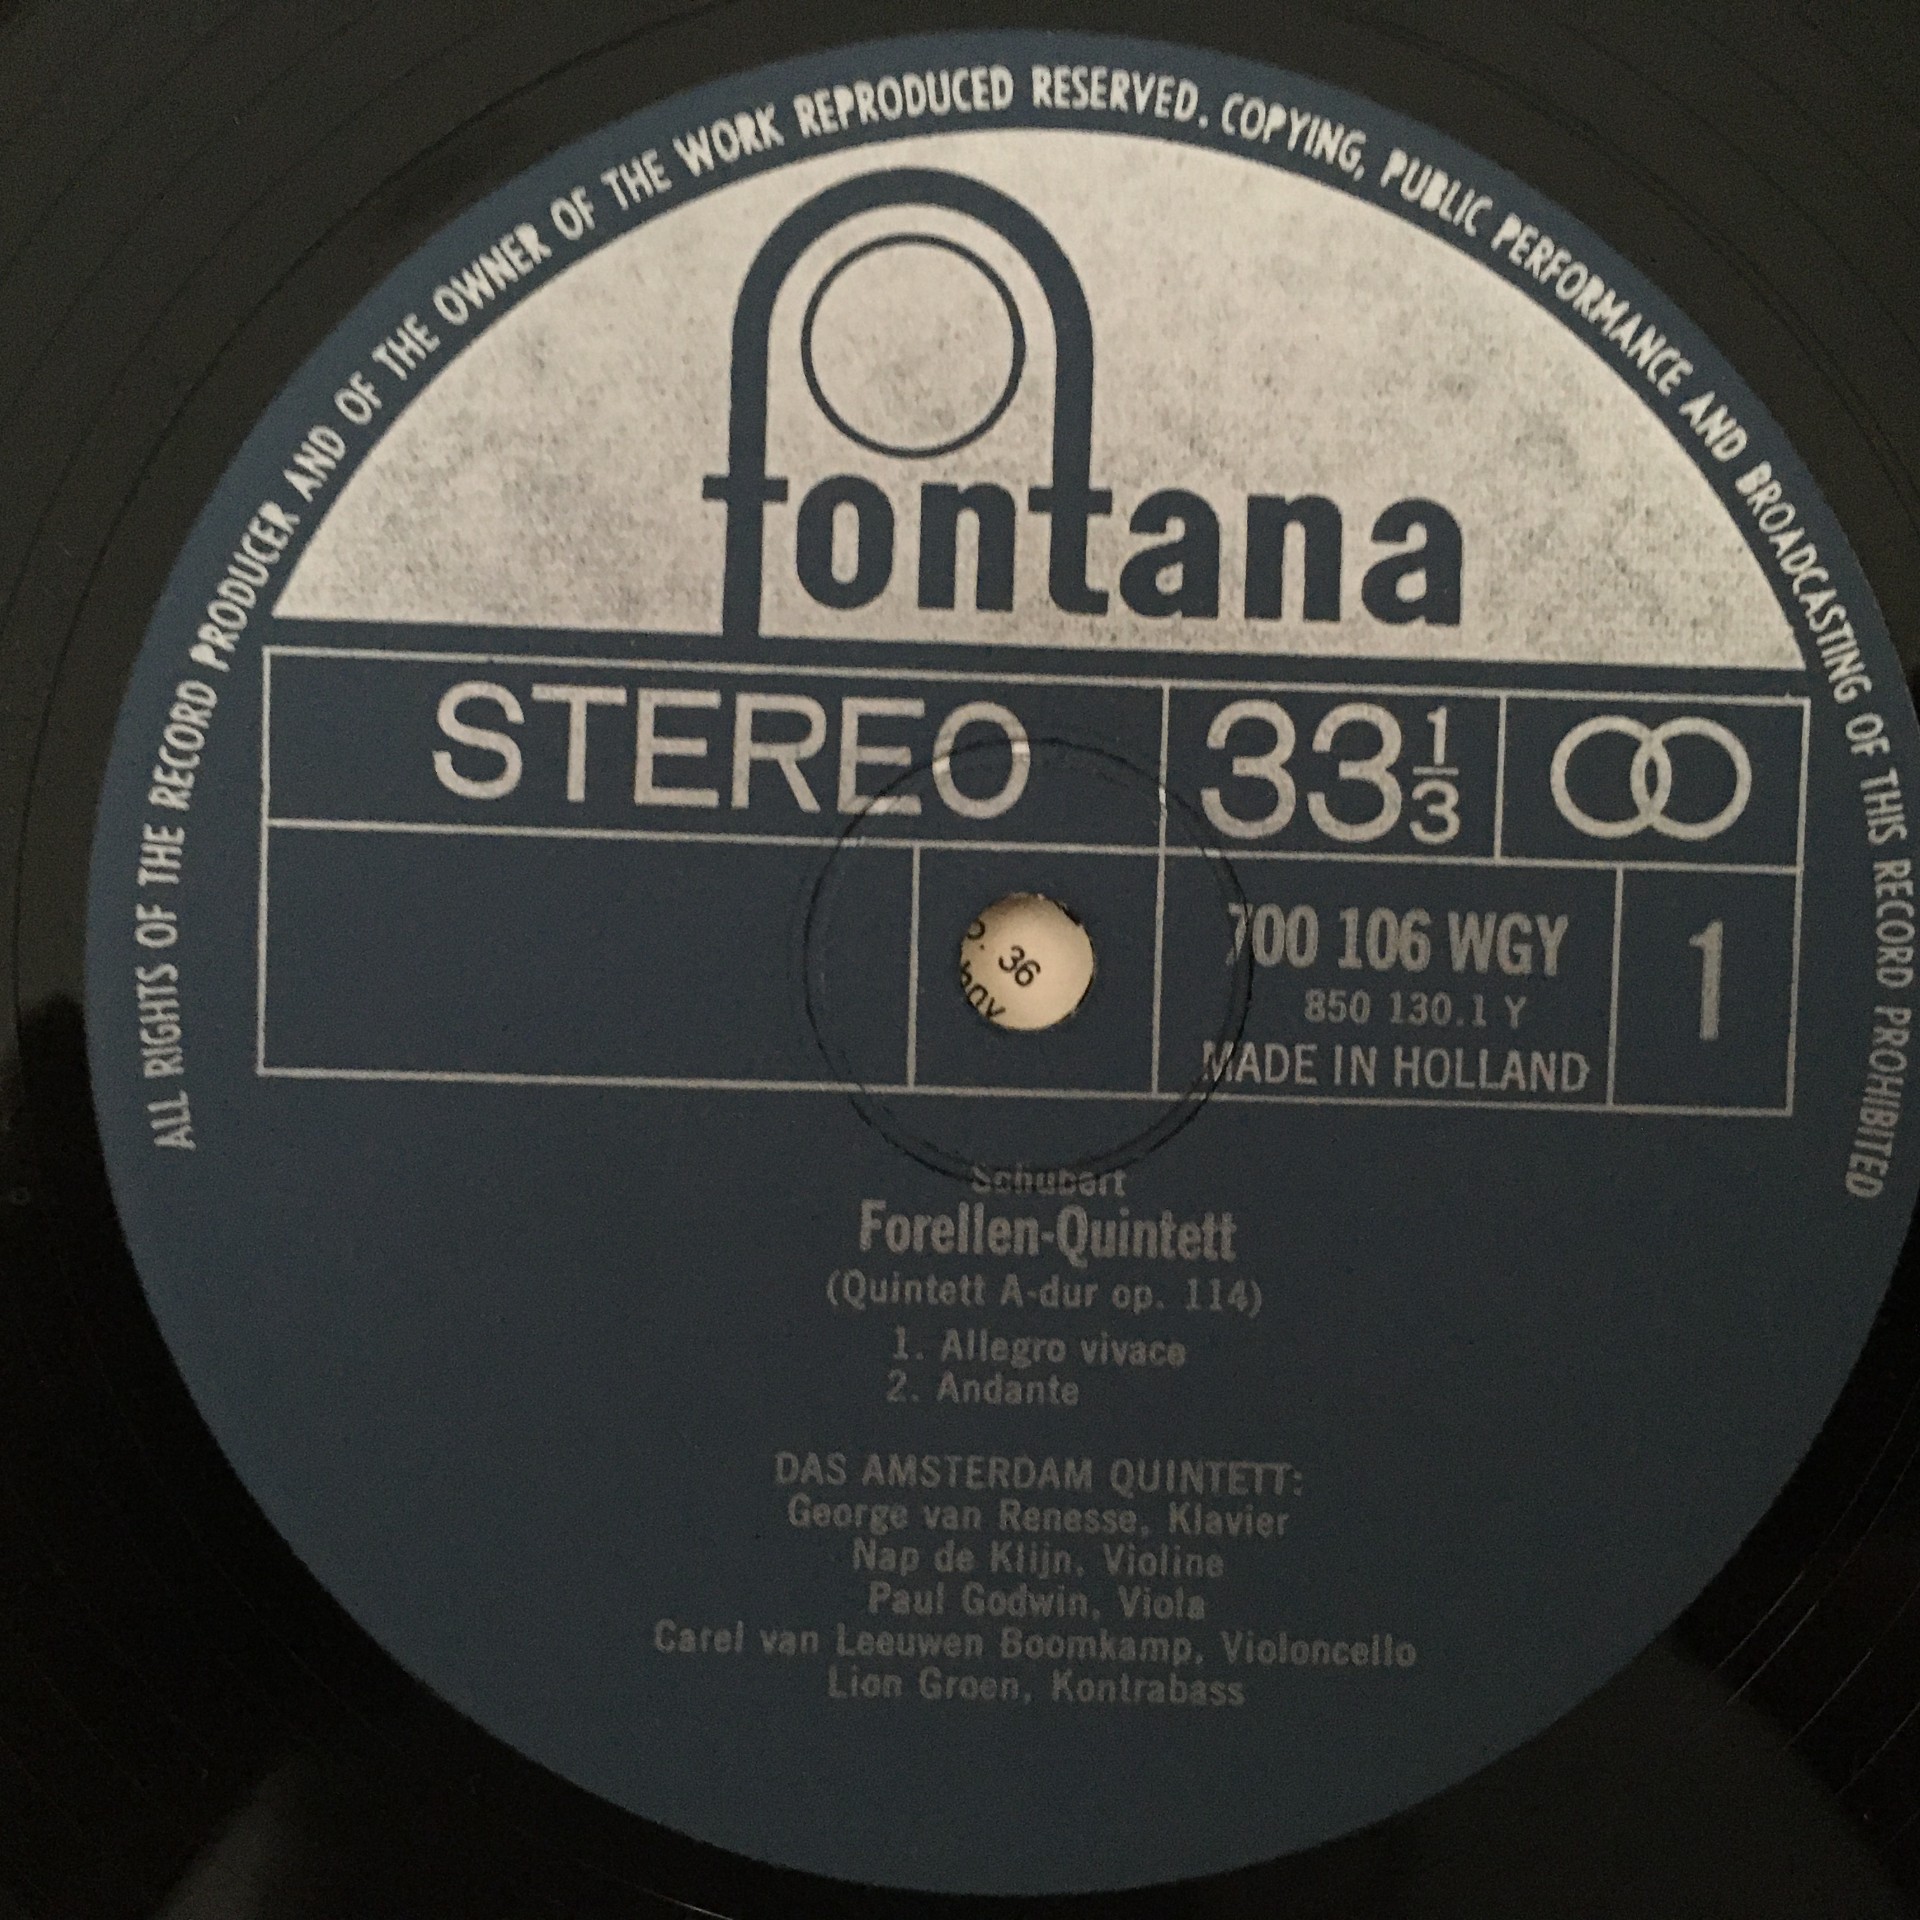 ALL RIGHTS OF THE RECORD PRODUCER AND OF THE OWNER OF THE WORK REPRODUCED RESERVED. COPYING, PUBLIC PERFORMANCE AND BROADCASTING OF THIS RECORD PROHIBITED
fontana
STEREO 33 1/3
700 106 WGY 1
850 130.1 Y
MADE IN HOLLAND
36
Schubert
Forellen-Quintett
(Quintett A-dur op. 114)
1. Allegro vivace
2. Andante
DAS AMSTERDAM QUINTETT:
George van Renesse, Klavier
Nap de Klijn, Violine
Paul Godwin, Viola
Carel van Leeuwen Boomkamp, Violoncello
Lion Groen, Kontrabass